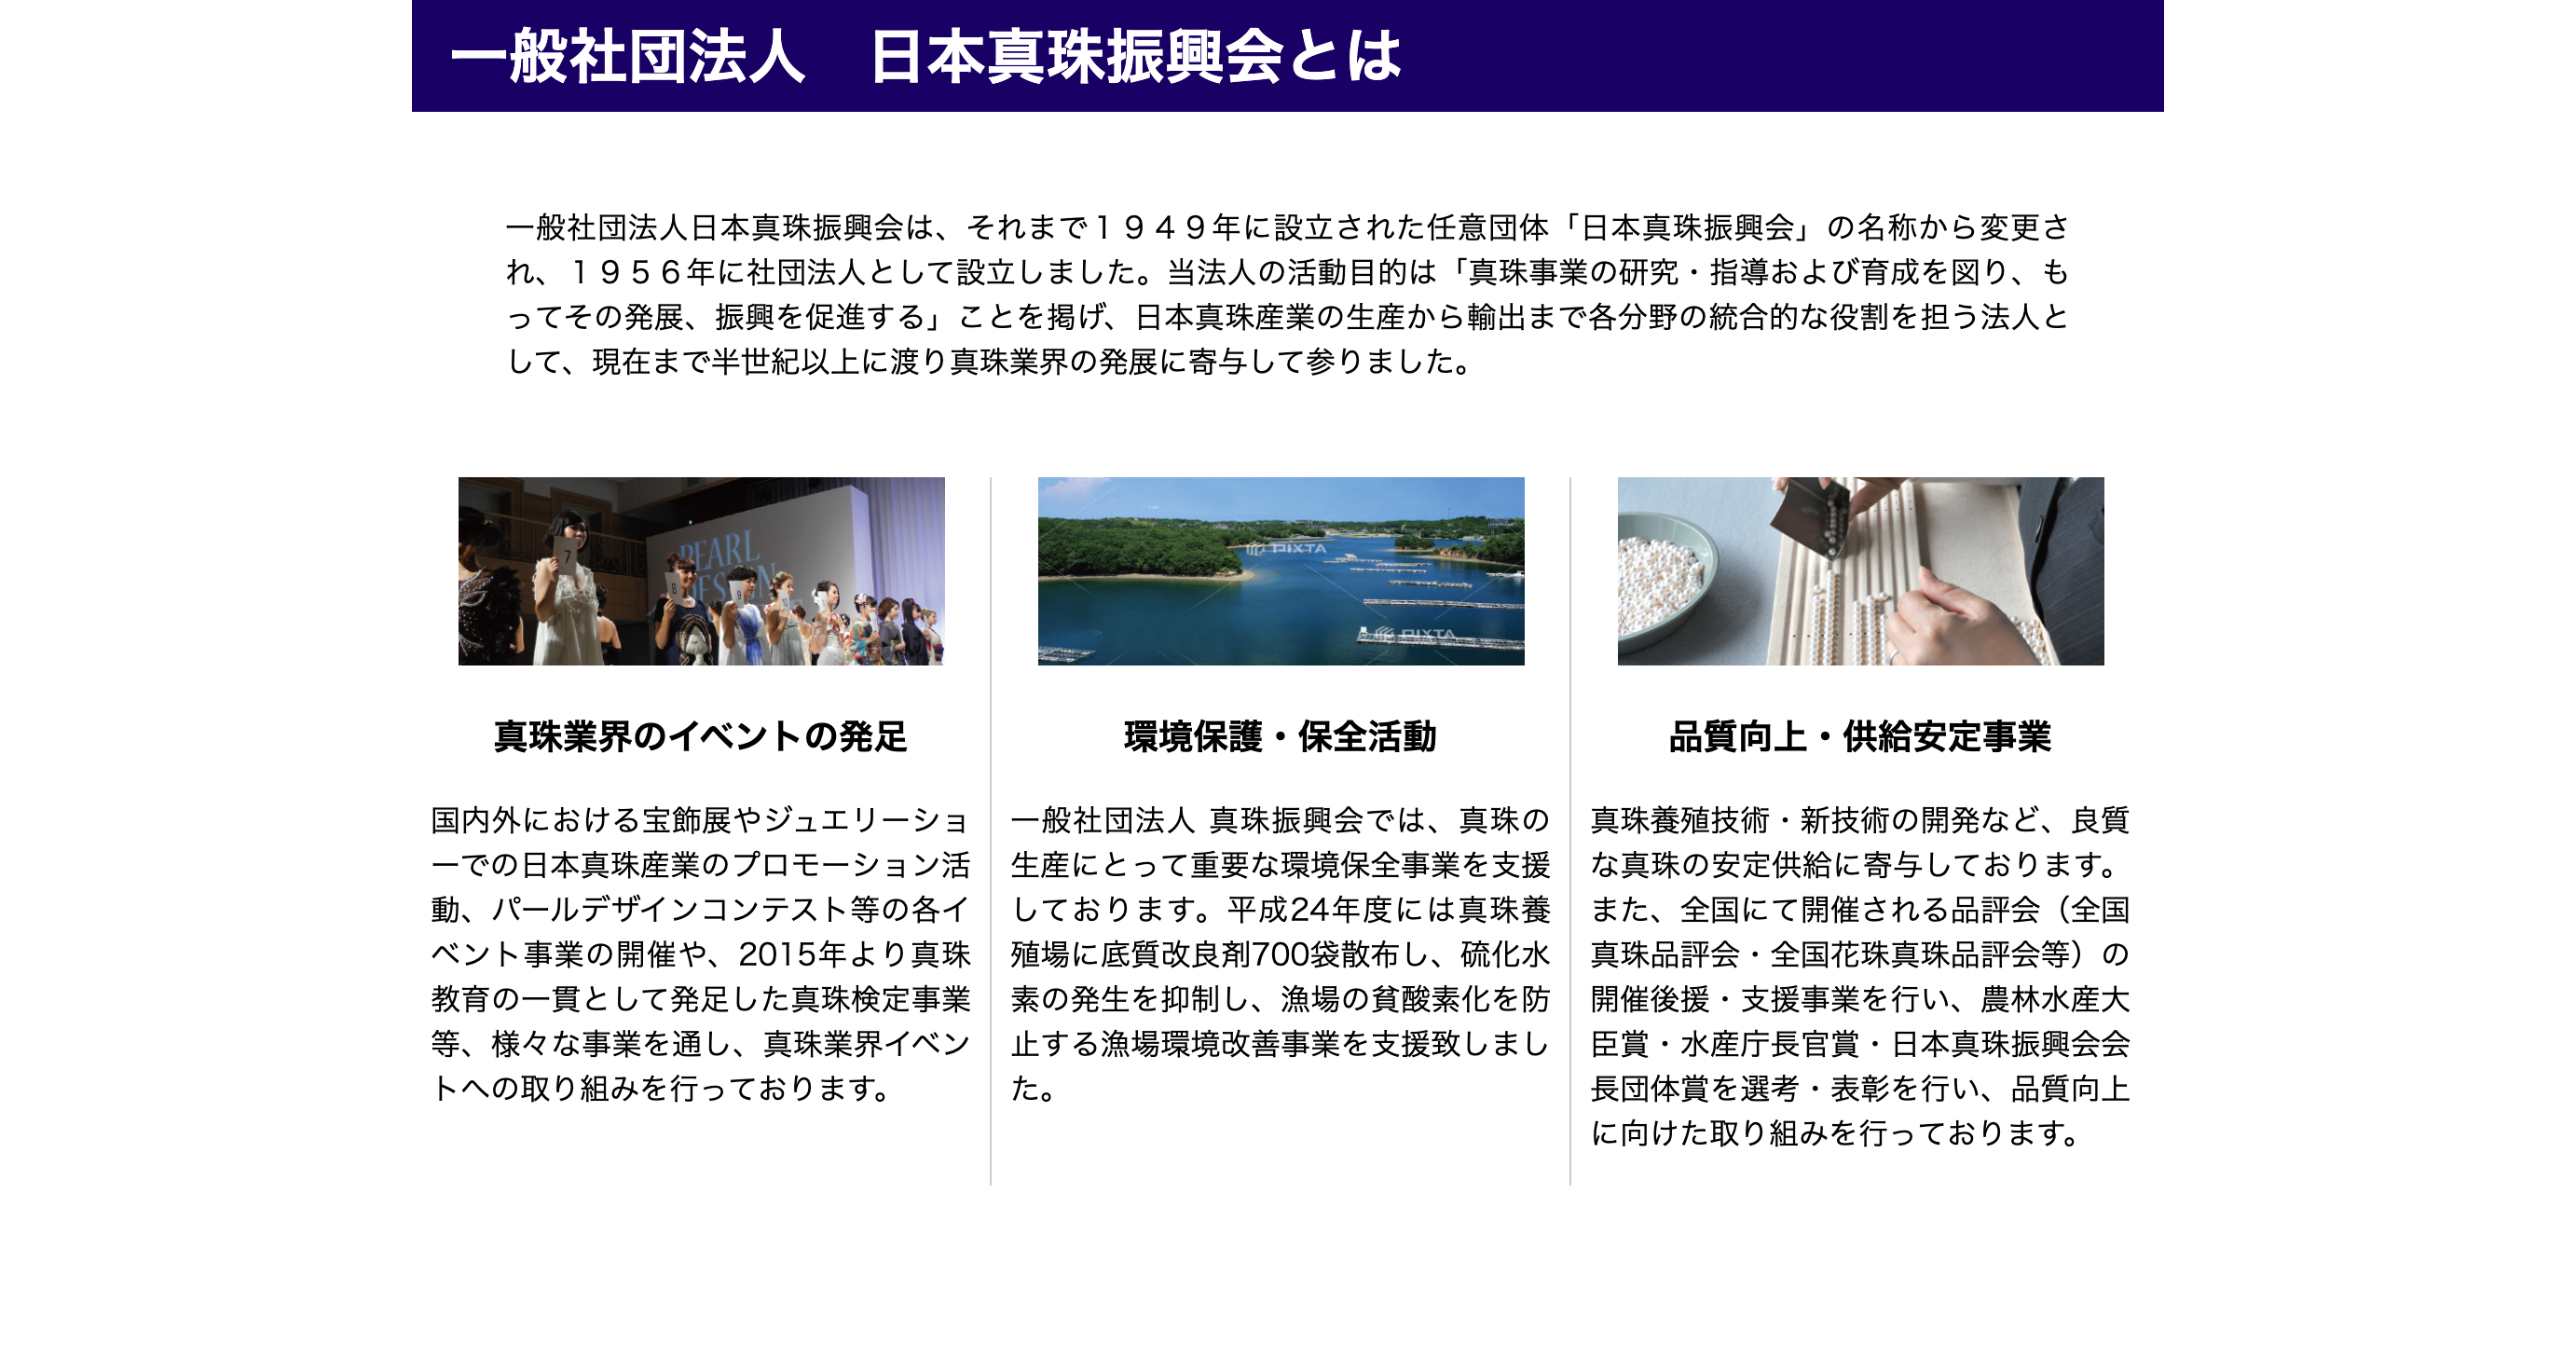 一般社団法人　日本真珠振興会とは
一般社団法人日本真珠振興会は、それまで１９４９年に設立された任意団体「日本真珠振興会」の名称から変更さ
れ、１９５６年に社団法人として設立しました。当法人の活動目的は「真珠事業の研究・指導および育成を図り、も
ってその発展、振興を促進する」ことを掲げ、日本真珠産業の生産から輸出まで各分野の統合的な役割を担う法人と
して、現在まで半世紀以上に渡り真珠業界の発展に寄与して参りました。
PEARL
DESIGN
7
8
9
PIXTA
PIXTA
真珠業界のイベントの発足
国内外における宝飾展やジュエリーショ
ーでの日本真珠産業のプロモーション活
動、パールデザインコンテスト等の各イ
ベント事業の開催や、2015年より真珠
教育の一貫として発足した真珠検定事業
等、様々な事業を通し、真珠業界イベン
トへの取り組みを行っております。
環境保護・保全活動
一般社団法人 真珠振興会では、真珠の
生産にとって重要な環境保全事業を支援
しております。平成24年度には真珠養
殖場に底質改良剤700袋散布し、硫化水
素の発生を抑制し、漁場の貧酸素化を防
止する漁場環境改善事業を支援致しまし
た。
品質向上・供給安定事業
真珠養殖技術・新技術の開発など、良質
な真珠の安定供給に寄与しております。
また、全国にて開催される品評会（全国
真珠品評会・全国花珠真珠品評会等）の
開催後援・支援事業を行い、農林水産大
臣賞・水産庁長官賞・日本真珠振興会会
長団体賞を選考・表彰を行い、品質向上
に向けた取り組みを行っております。